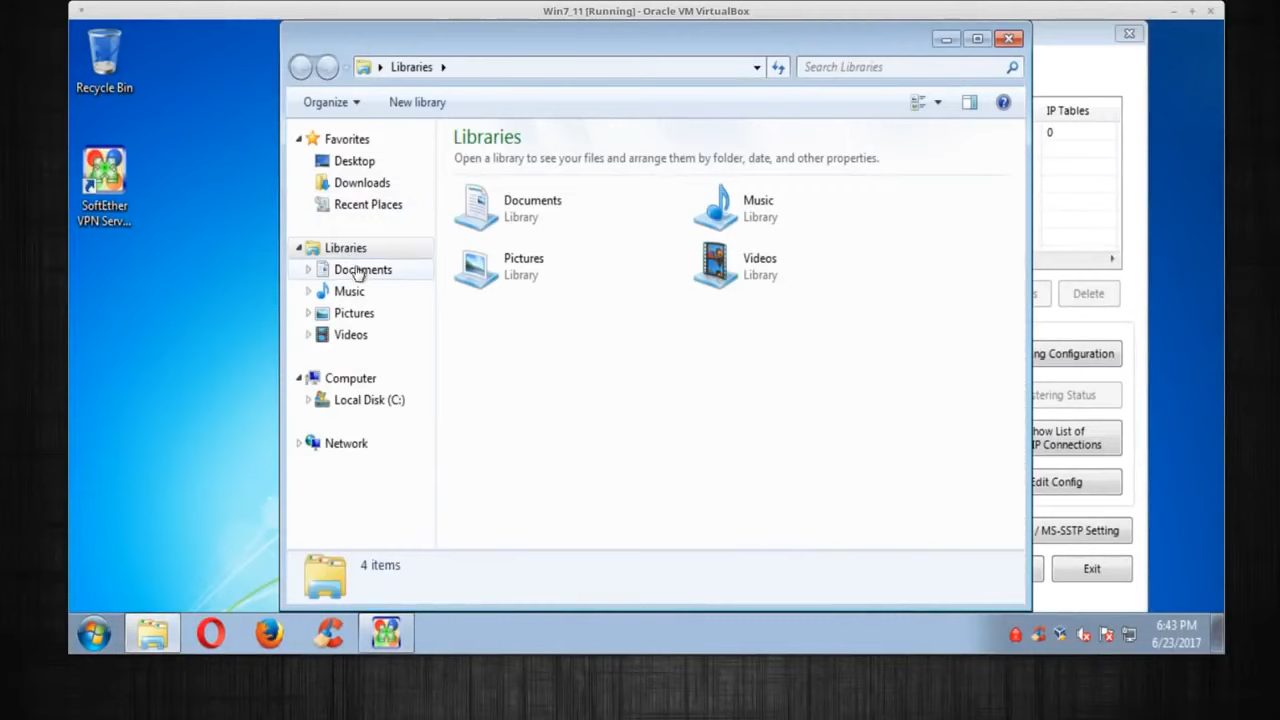 Win7_11 [Running] - Oracle VM VirtualBox
Recycle Bin
SoftEther
VPN Serv...
Libraries
Search Libraries
Organize
New library
Favorites
Desktop
Downloads
Recent Places
Libraries
Documents
Music
Pictures
Videos
Computer
Local Disk (C:)
Network
Libraries
Open a library to see your files and arrange them by folder, date, and other properties.
Documents
Library
Music
Library
Pictures
Library
Videos
Library
4 items
IP Tables
0
s
Delete
ng Configuration
stering Status
how List of
IP Connections
Edit Config
/ MS-SSTP Setting
Exit
6:43 PM
6/23/2017